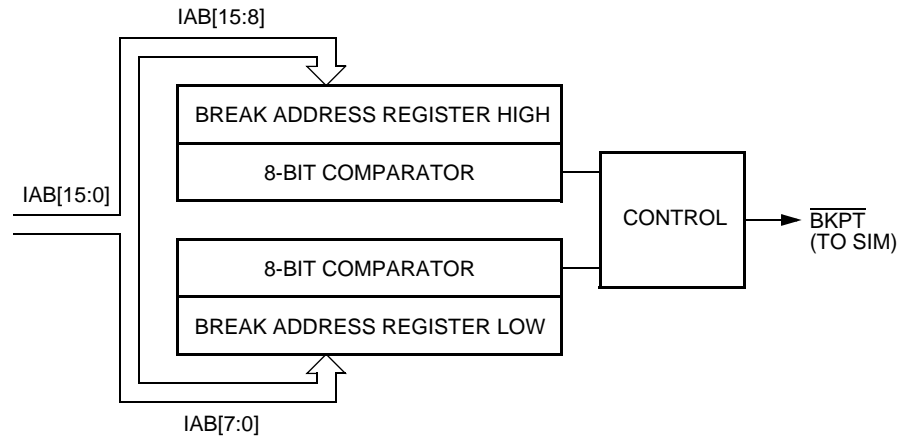 IAB[15:8]
BREAK ADDRESS REGISTER HIGH
8-BIT COMPARATOR
IAB[15:0]
CONTROL
BKPT
(TO SIM)
8-BIT COMPARATOR
BREAK ADDRESS REGISTER LOW
IAB[7:0]